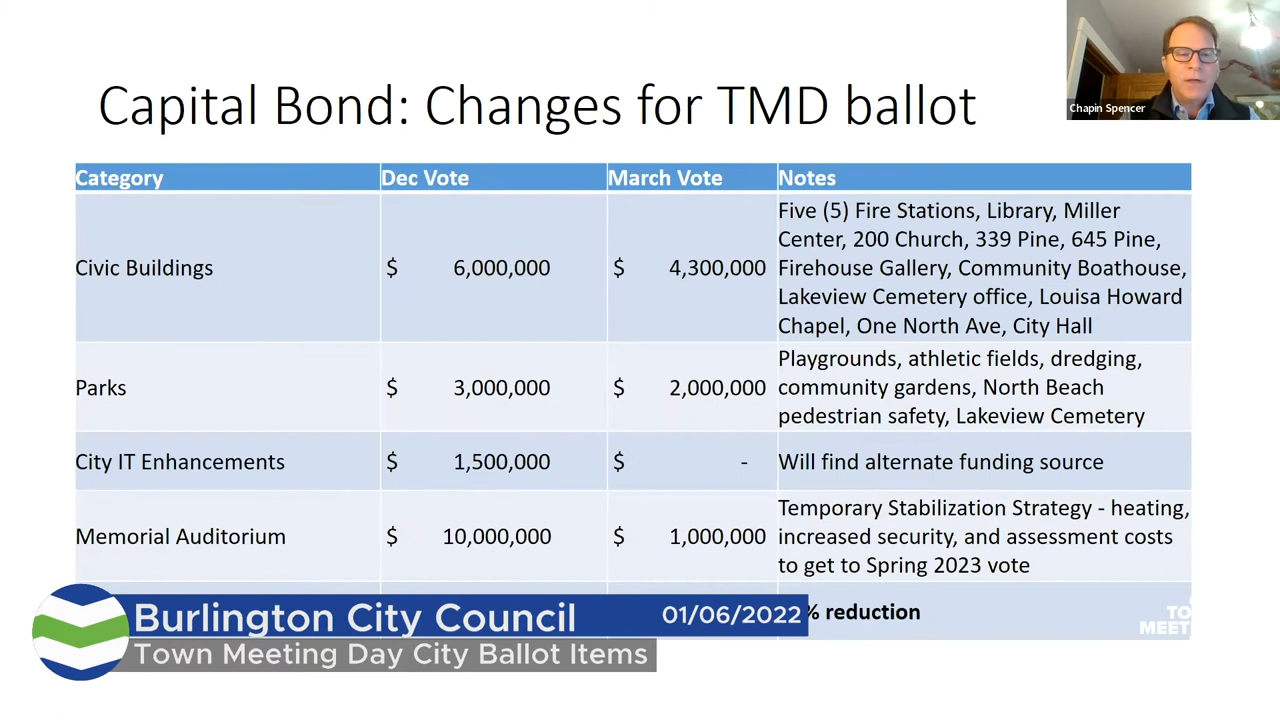 Chapin Spencer
Capital Bond: Changes for TMD ballot
Category Dec Vote March Vote Notes
Civic Buildings $ 6,000,000 $ 4,300,000 Five (5) Fire Stations, Library, Miller
Center, 200 Church, 339 Pine, 645 Pine,
Firehouse Gallery, Community Boathouse,
Lakeview Cemetery office, Louisa Howard
Chapel, One North Ave, City Hall
Parks $ 3,000,000 $ 2,000,000 Playgrounds, athletic fields, dredging,
community gardens, North Beach
pedestrian safety, Lakeview Cemetery
City IT Enhancements $ 1,500,000 $ - Will find alternate funding source
Memorial Auditorium $ 10,000,000 $ 1,000,000 Temporary Stabilization Strategy - heating,
increased security, and assessment costs
to get to Spring 2023 vote
% reduction
Burlington City Council 01/06/2022
Town Meeting Day City Ballot Items